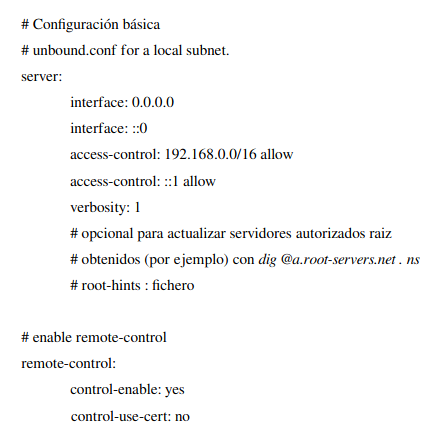 # Configuración básica
# unbound.conf for a local subnet.
server:
interface: 0.0.0.0
interface: ::0
access-control: 192.168.0.0/16 allow
access-control: ::1 allow
verbosity: 1
# opcional para actualizar servidores autorizados raiz
# obtenidos (por ejemplo) con dig @a.root-servers.net . ns
# root-hints : fichero
# enable remote-control
remote-control:
control-enable: yes
control-use-cert: no